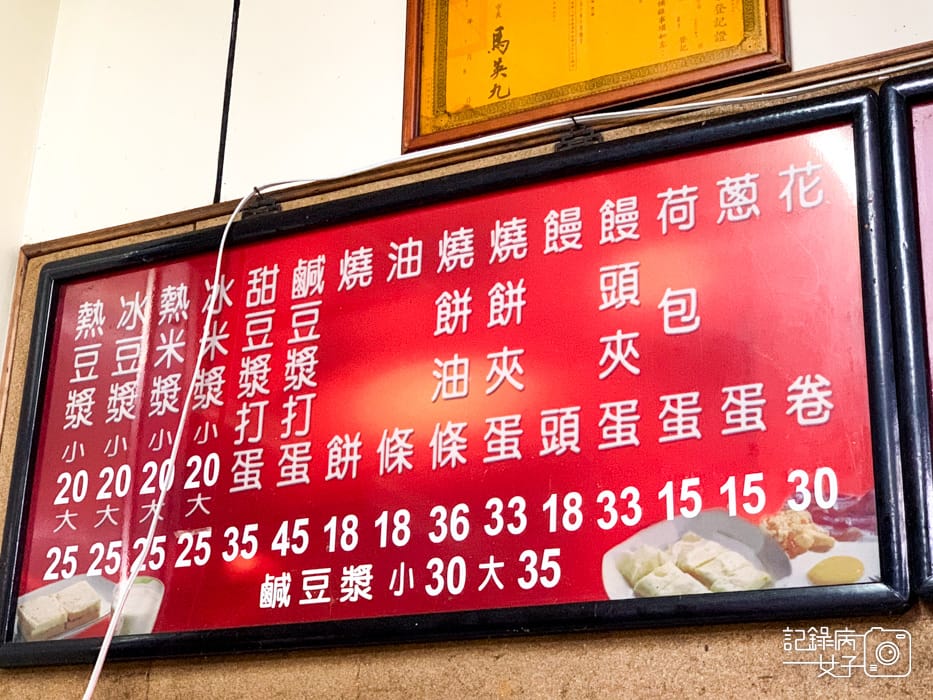 市長 馬英九
登記證
熱豆漿 小20 大25
冰豆漿 小20 大25
熱米漿 小20 大25
冰米漿 小20 大25
甜豆漿打蛋 35
鹹豆漿打蛋 45
燒餅 18
油條 18
燒餅油條 36
燒餅夾蛋 33
饅頭 18
饅頭夾蛋 33
荷包蛋 15
蔥蛋 15
花卷 30
鹹豆漿 小30 大35
記錄病女子